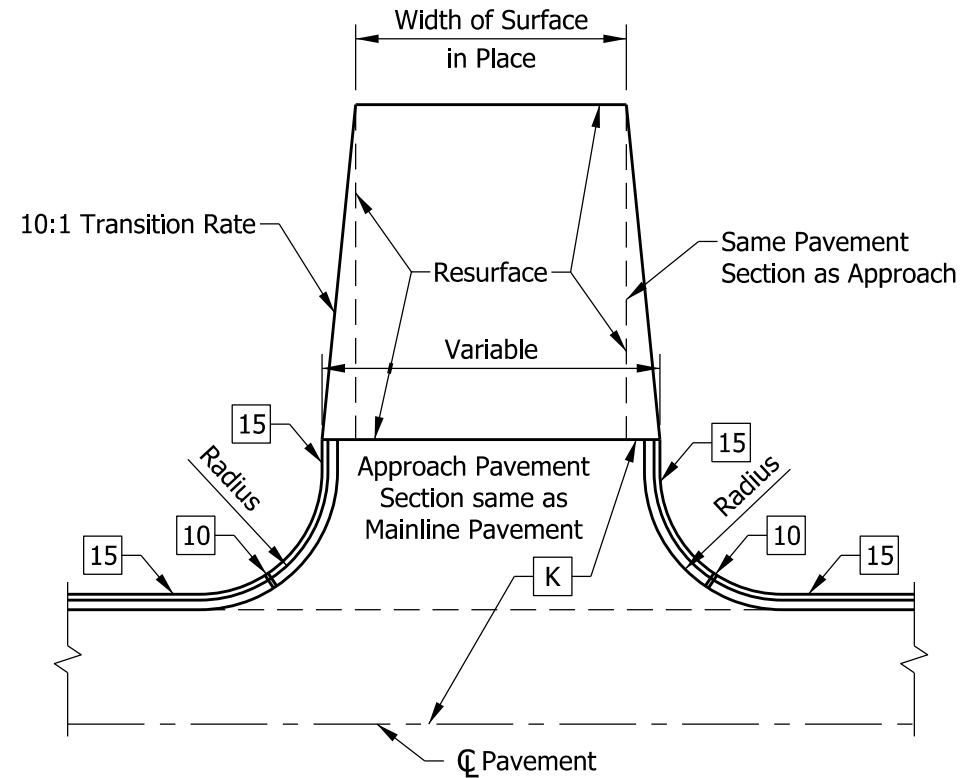 Width of Surface
in Place
10:1 Transition Rate
Same Pavement
Section as Approach
Resurface
Variable
15
15
Radius
Radius
Approach Pavement
Section same as
Mainline Pavement
10
10
15
15
K
℄ Pavement